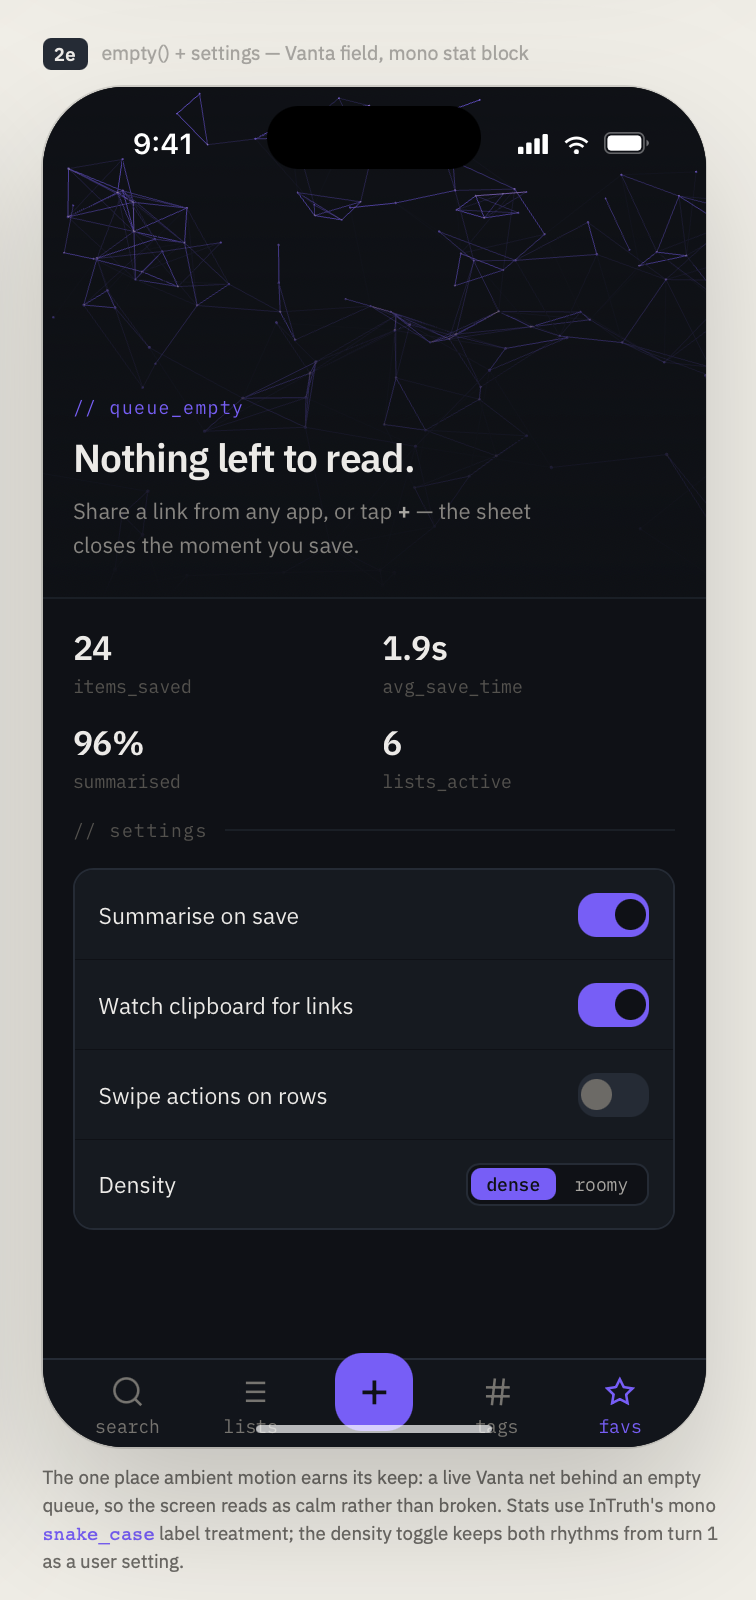 2e empty() + settings — Vanta field, mono stat block
9:41
// queue_empty
Nothing left to read.
Share a link from any app, or tap + — the sheet
closes the moment you save.
24
1.9s
items_saved
avg_save_time
96%
6
summarised
lists_active
// settings
Summarise on save
Watch clipboard for links
Swipe actions on rows
Density
dense
roomy
search
lists
+
tags
favs
The one place ambient motion earns its keep: a live Vanta net behind an empty
queue, so the screen reads as calm rather than broken. Stats use InTruth's mono
snake_case label treatment; the density toggle keeps both rhythms from turn 1
as a user setting.